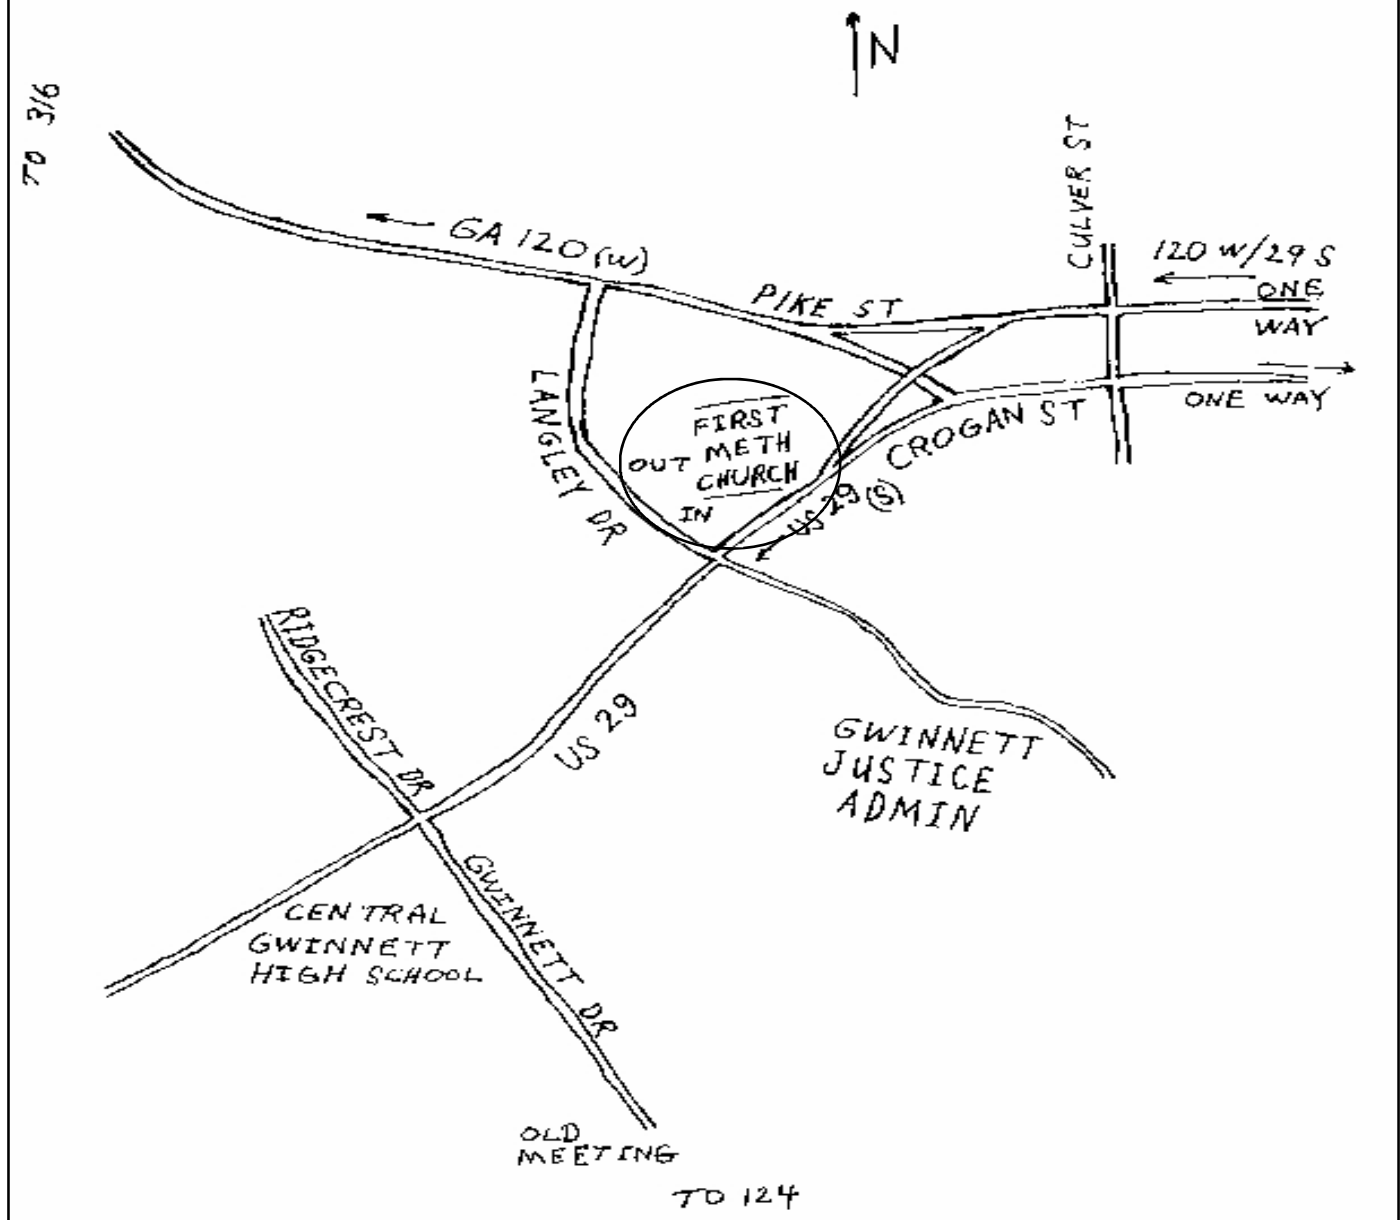 N
TO 316
CULVER ST
GA 120 (W)
120 W/29 S
ONE
WAY
PIKE ST
ONE WAY
LANGLEY DR
FIRST
OUT METH
CHURCH
IN
CROGAN ST
US 29 (S)
RIDGECREST DR
US 29
GWINNETT
JUSTICE
ADMIN
GWINNETT DR
CENTRAL
GWINNETT
HIGH SCHOOL
OLD
MEETING
TO 124